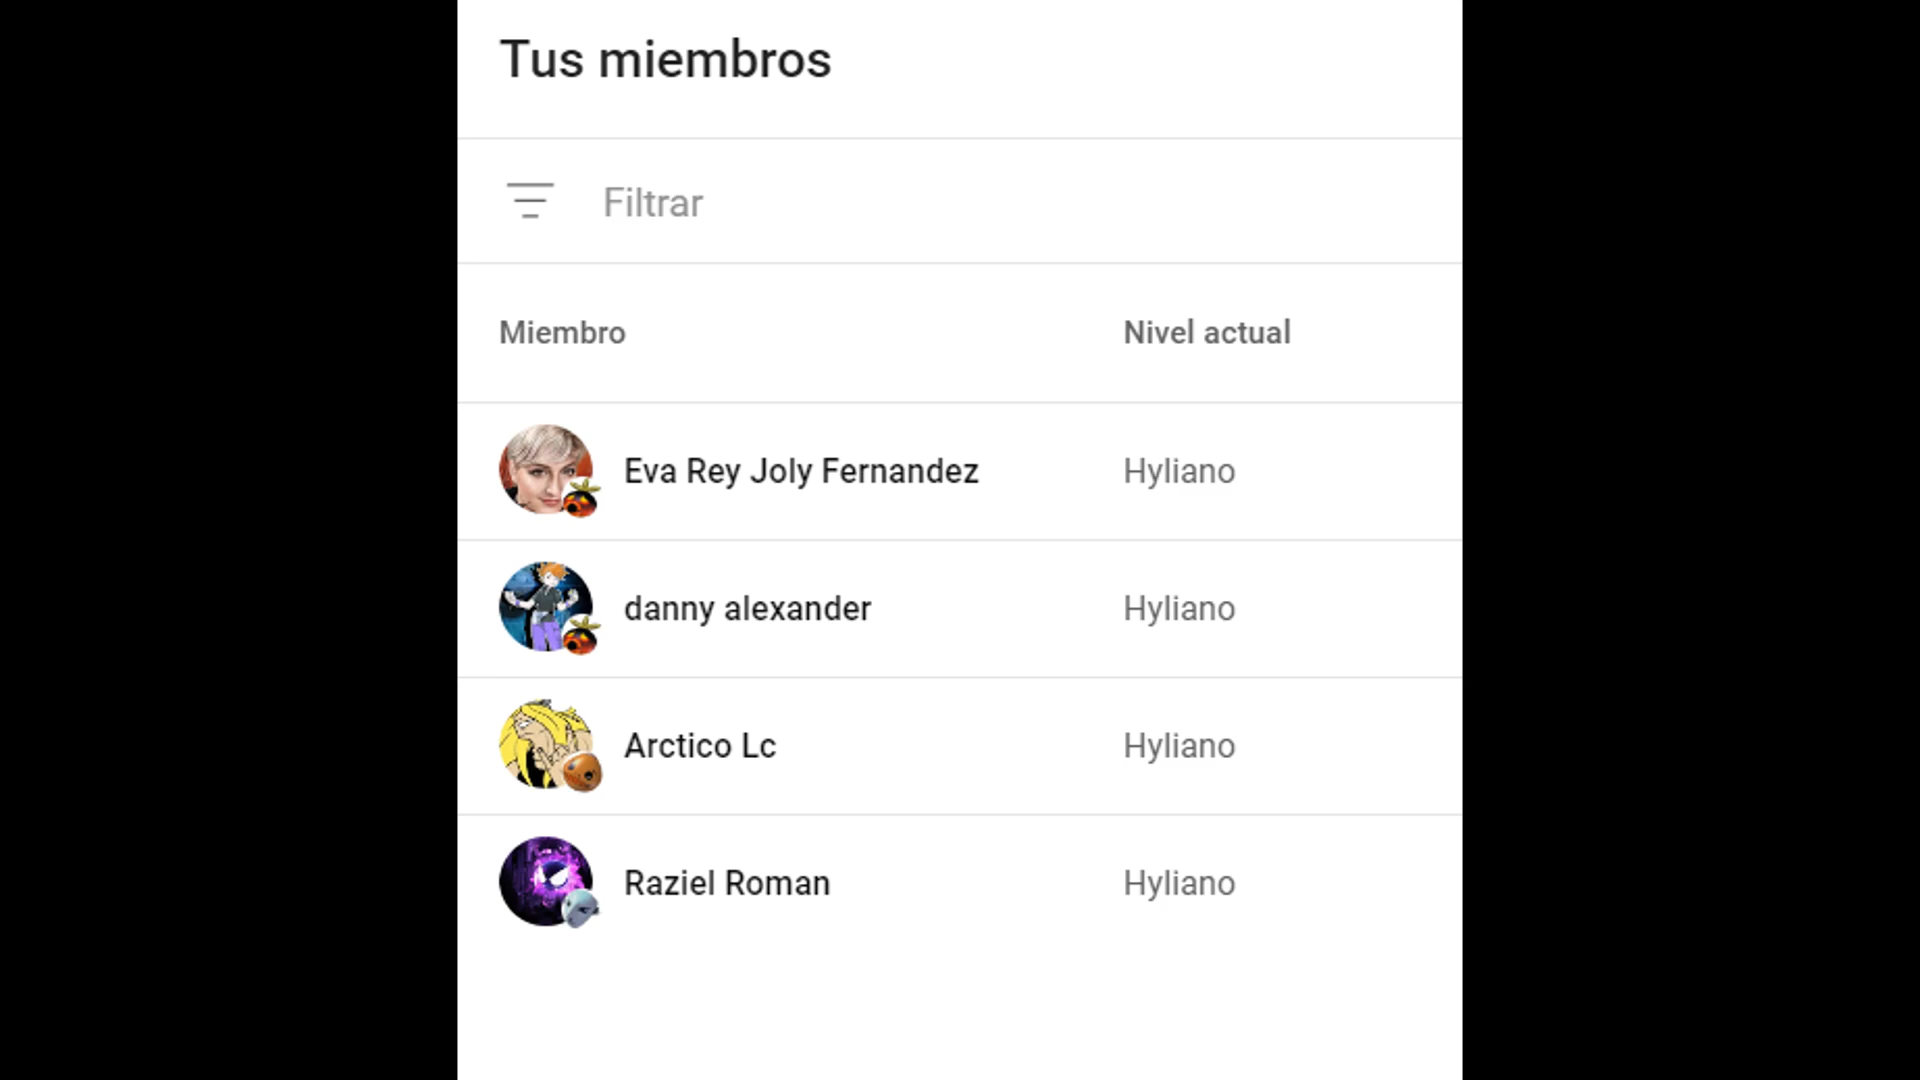 Tus miembros
Filtrar
Miembro Nivel actual
Eva Rey Joly Fernandez Hyliano
danny alexander Hyliano
Arctico Lc Hyliano
Raziel Roman Hyliano